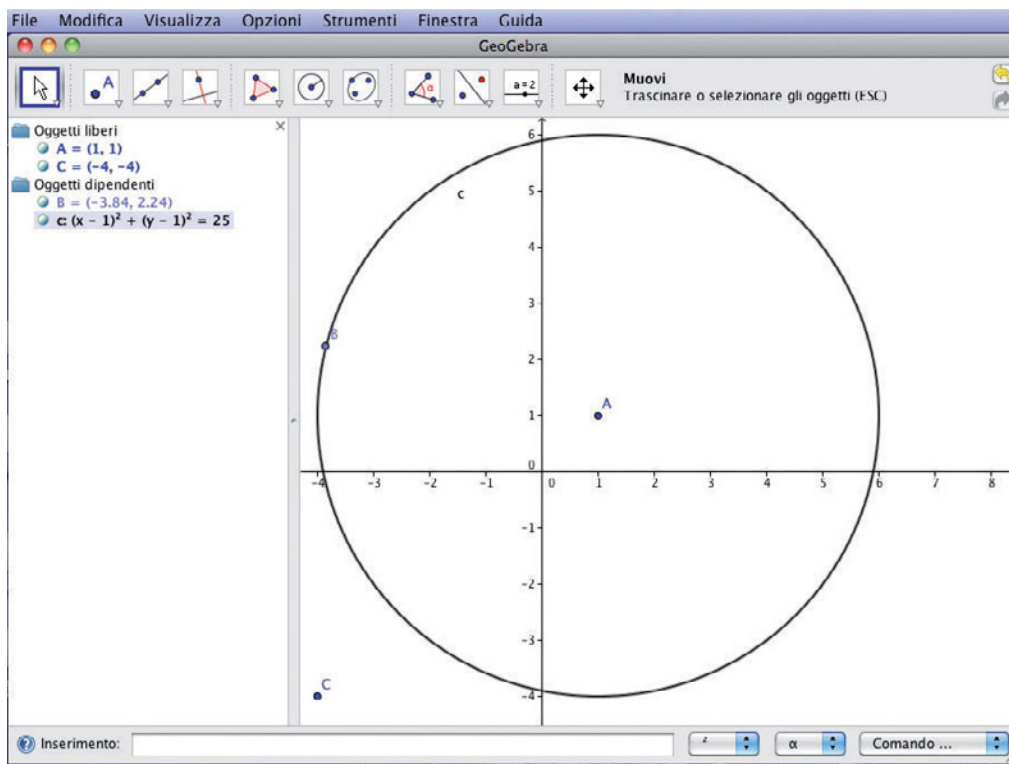 File Modifica Visualizza Opzioni Strumenti Finestra Guida
GeoGebra
A
α
a=2
Muovi
Trascinare o selezionare gli oggetti (ESC)
Oggetti liberi
A = (1, 1)
C = (-4, -4)
Oggetti dipendenti
B = (-3.84, 2.24)
c: (x - 1)² + (y - 1)² = 25
6
c
5
4
3
B
2
A
1
0
-4 -3 -2 -1 0 1 2 3 4 5 6 7 8
-1
-2
-3
C
-4
Inserimento: ² α Comando ...